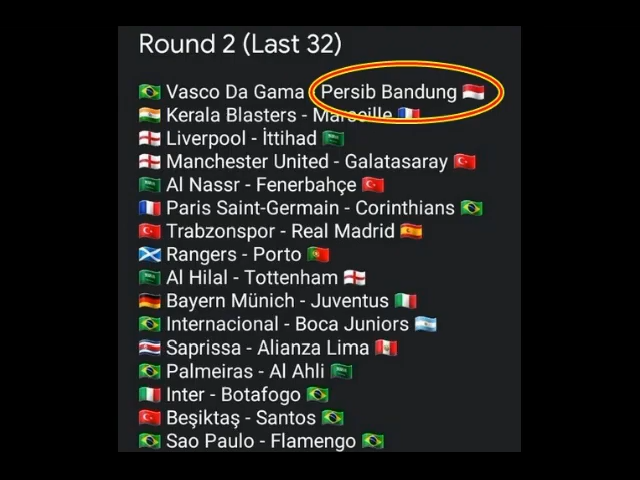 Round 2 (Last 32)
🇧🇷 Vasco Da Gama - Persib Bandung 🇮🇩
🇮🇳 Kerala Blasters - Marseille 🇫🇷
🏴󠁧󠁢󠁥󠁮󠁧󠁿 Liverpool - İttihad 🇸🇦
🏴󠁧󠁢󠁥󠁮󠁧󠁿 Manchester United - Galatasaray 🇹🇷
🇸🇦 Al Nassr - Fenerbahçe 🇹🇷
🇫🇷 Paris Saint-Germain - Corinthians 🇧🇷
🇹🇷 Trabzonspor - Real Madrid 🇪🇸
🏴󠁧󠁢󠁳󠁣󠁴󠁿 Rangers - Porto 🇵🇹
🇸🇦 Al Hilal - Tottenham 🏴󠁧󠁢󠁥󠁮󠁧󠁿
🇩🇪 Bayern Münich - Juventus 🇮🇹
🇧🇷 Internacional - Boca Juniors 🇦🇷
🇨🇷 Saprissa - Alianza Lima 🇵🇪
🇧🇷 Palmeiras - Al Ahli 🇸🇦
🇮🇹 Inter - Botafogo 🇧🇷
🇹🇷 Beşiktaş - Santos 🇧🇷
🇧🇷 Sao Paulo - Flamengo 🇧🇷